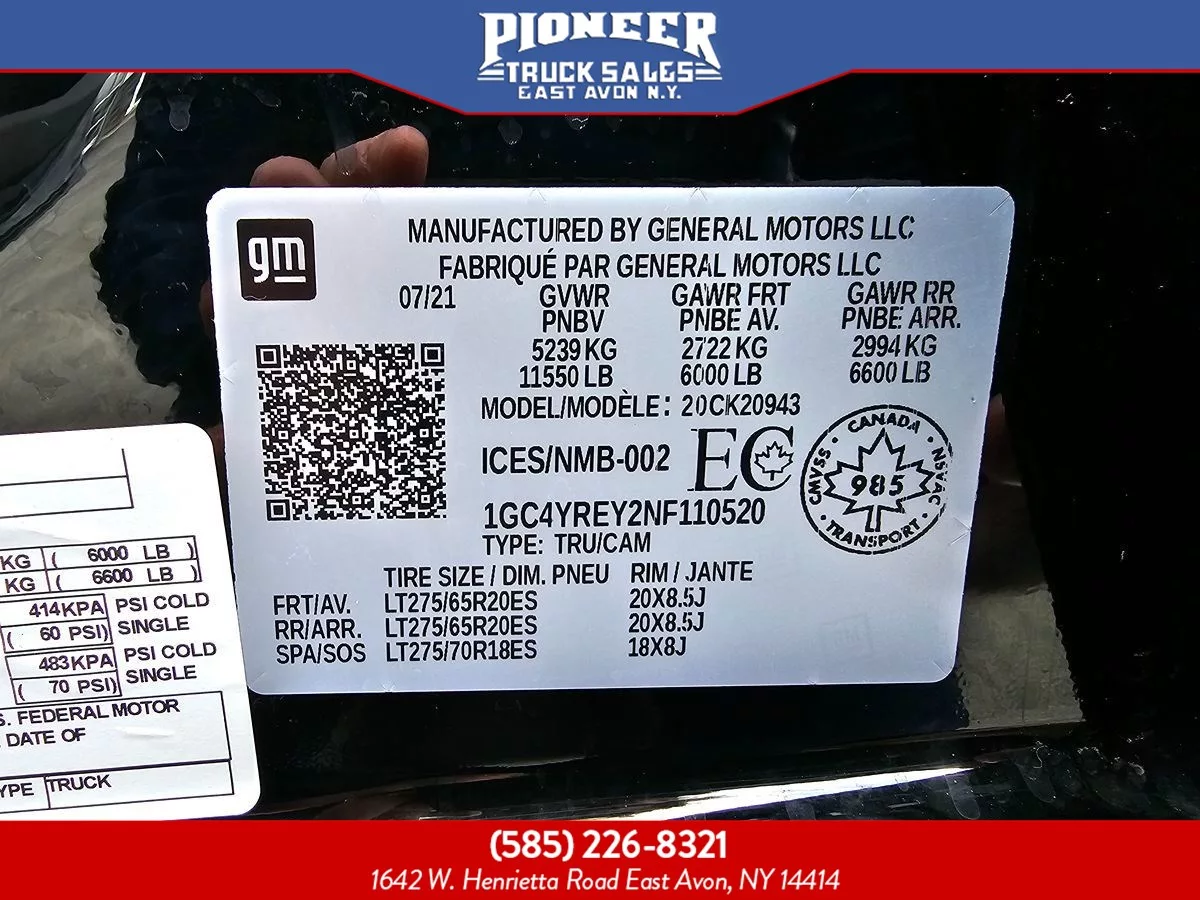 PIONEER
TRUCK SALES
EAST AVON N.Y.
gm
MANUFACTURED BY GENERAL MOTORS LLC
FABRIQUÉ PAR GENERAL MOTORS LLC
07/21 GVWR GAWR FRT GAWR RR
PNBV PNBE AV. PNBE ARR.
5239 KG 2722 KG 2994 KG
11550 LB 6000 LB 6600 LB
MODEL/MODÈLE: 20CK20943
ICES/NMB-002 EC
CANADA
CMVSS 985 NSVAC
TRANSPORT
1GC4YREY2NF110520
TYPE: TRU/CAM
TIRE SIZE / DIM. PNEU RIM / JANTE
FRT/AV. LT275/65R20ES 20X8.5J
RR/ARR. LT275/65R20ES 20X8.5J
SPA/SOS LT275/70R18ES 18X8J
KG ( 6000 LB )
KG ( 6600 LB )
414KPA PSI COLD
( 60 PSI) SINGLE
483KPA PSI COLD
( 70 PSI) SINGLE
S. FEDERAL MOTOR
DATE OF
YPE TRUCK
(585) 226-8321
1642 W. Henrietta Road East Avon, NY 14414